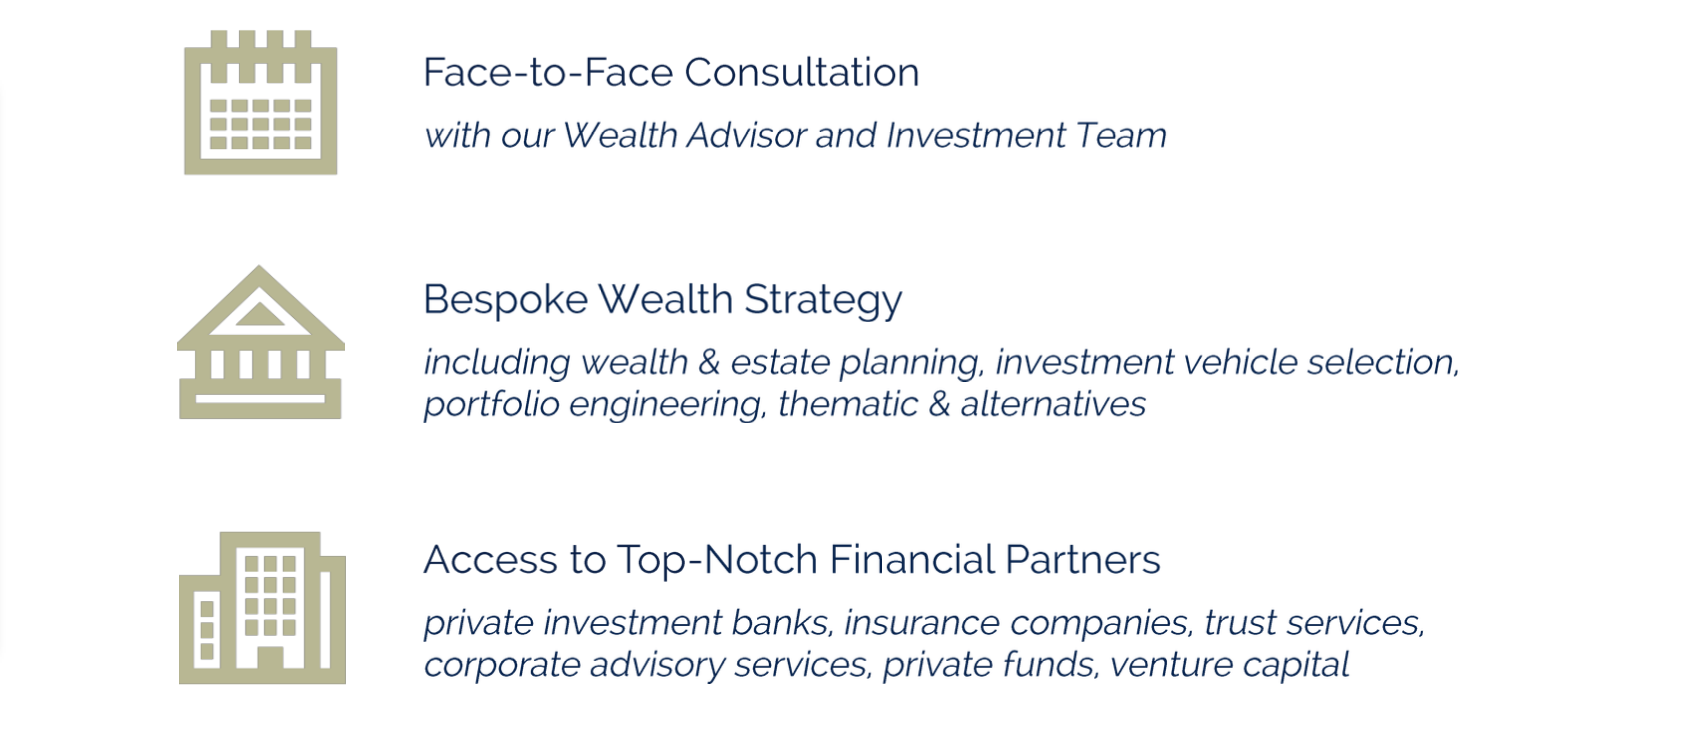 Face-to-Face Consultation
with our Wealth Advisor and Investment Team
Bespoke Wealth Strategy
including wealth & estate planning, investment vehicle selection,
portfolio engineering, thematic & alternatives
Access to Top-Notch Financial Partners
private investment banks, insurance companies, trust services,
corporate advisory services, private funds, venture capital